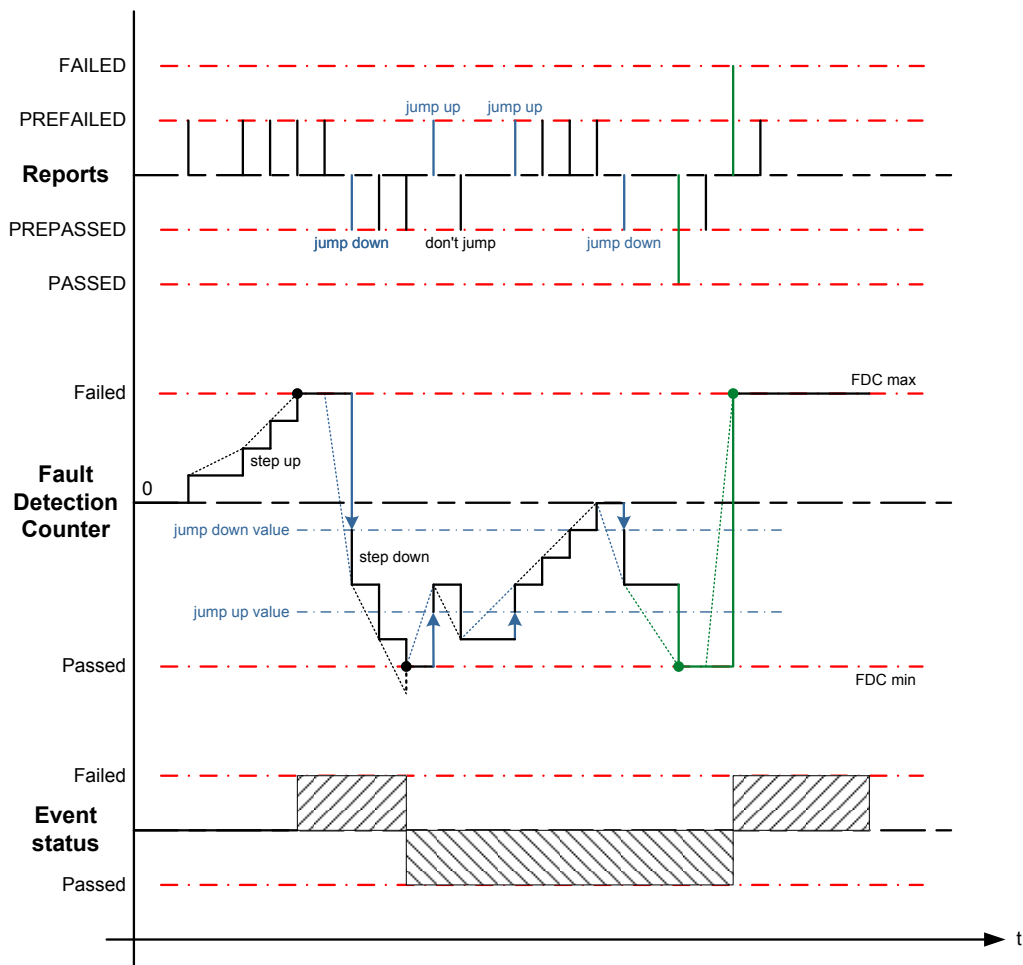 FAILED
PREFAILED
jump up
jump up
Reports
PREPASSED
jump down
don't jump
jump down
PASSED
Failed
FDC max
step up
0
Fault
Detection
Counter
jump down value
step down
jump up value
Passed
FDC min
Failed
Event
status
Passed
t